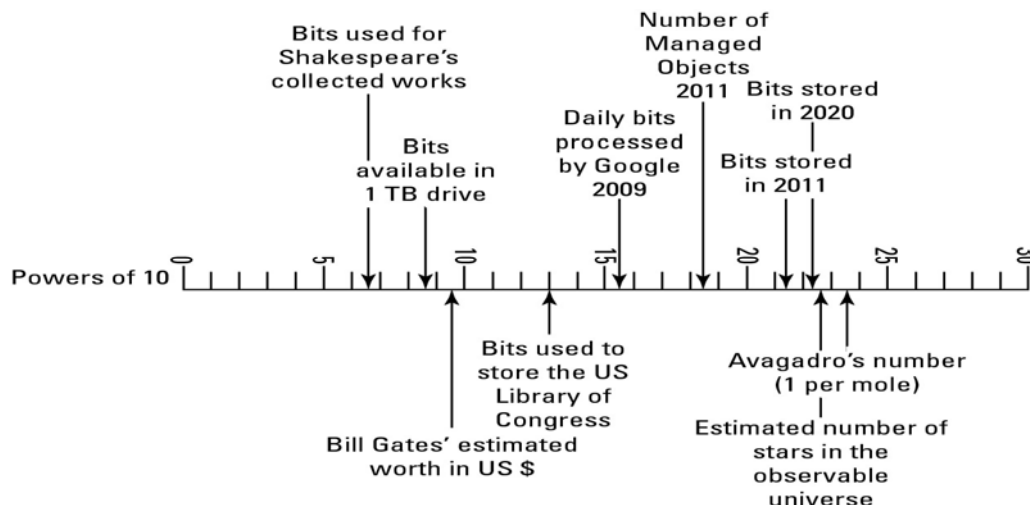 Bits used for
Shakespeare's
collected works
Bits
available in
1 TB drive
Daily bits
processed
by Google
2009
Number of
Managed
Objects
2011
Bits stored
in 2011
Bits stored
in 2020
Powers of 10
0
5
10
15
20
25
30
Bill Gates' estimated
worth in US $
Bits used to
store the US
Library of
Congress
Avagadro's number
(1 per mole)
Estimated number of
stars in the
observable
universe